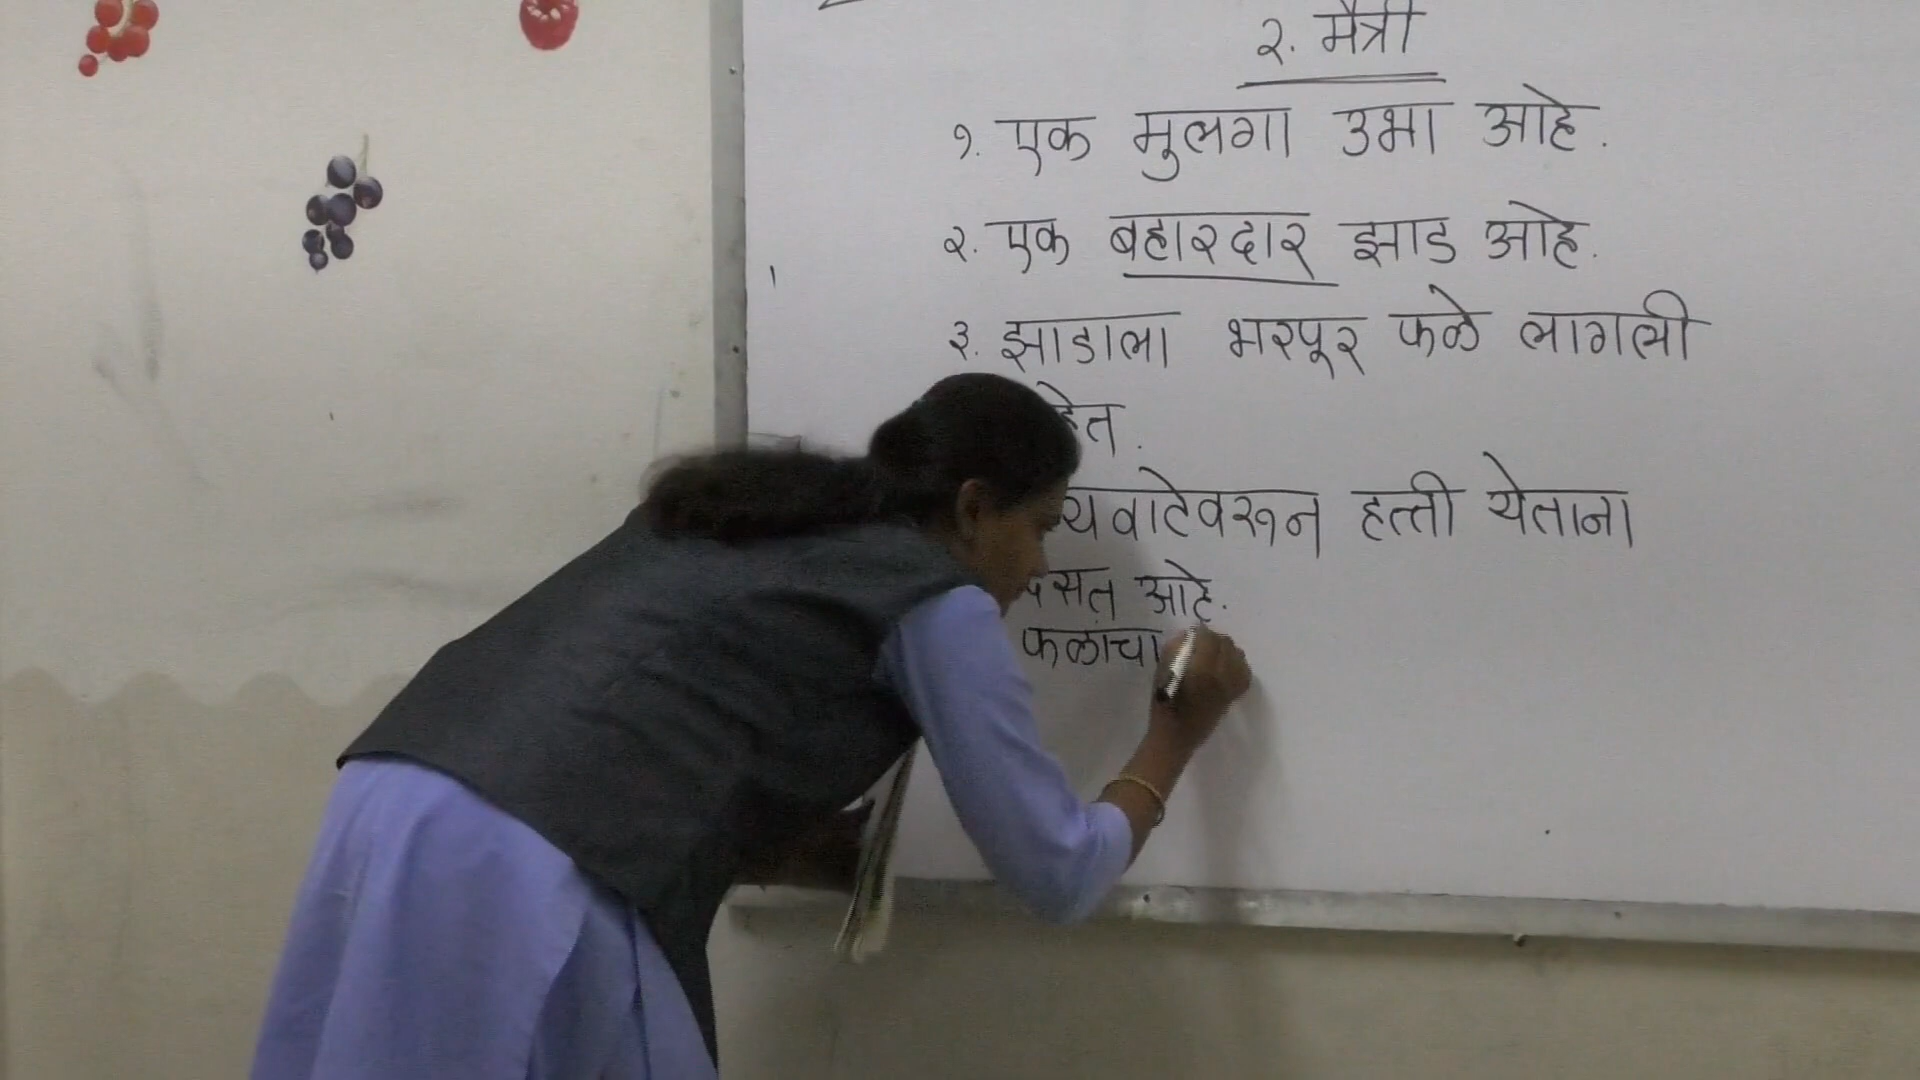 २. मैत्री
१. एक मुलगा उभा आहे.
२. एक बहारदार झाड आहे.
३. झाडाला भरपूर फळे लागली
हेत.
यवाटेवरून हत्ती येताना
सत आहे.
फळांचा